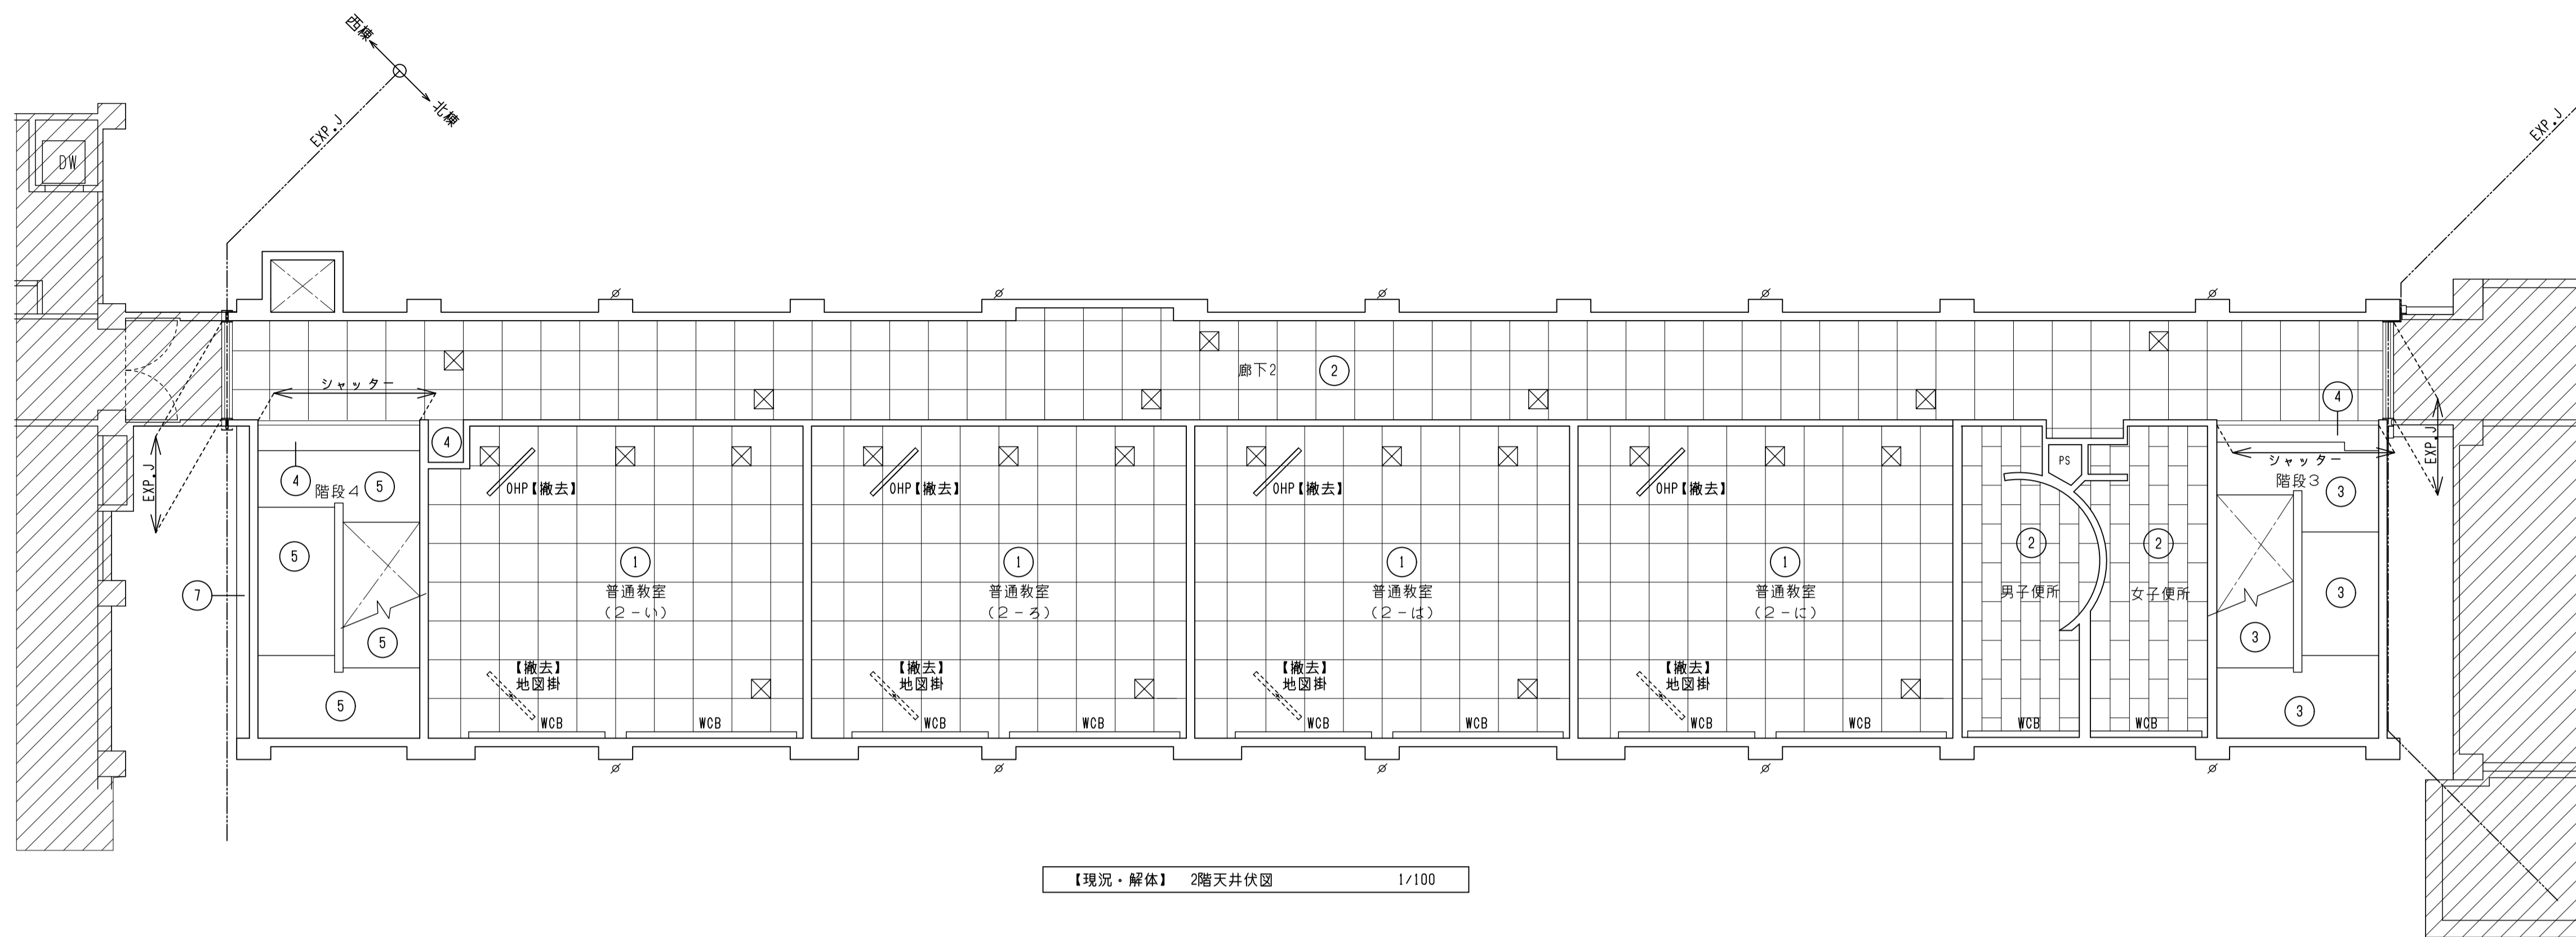 西棟
北棟
EXP.J
EXP.J
DW
シャッター
廊下2
②
④
④
④
シャッター
EXP.J
EXP.J
階段4
⑤
⑤
⑤
⑤
⑦
OHP【撤去】
OHP【撤去】
OHP【撤去】
OHP【撤去】
PS
階段3
③
③
③
③
①
普通教室
(2-い)
①
普通教室
(2-ろ)
①
普通教室
(2-は)
①
普通教室
(2-に)
②
男子便所
②
女子便所
【撤去】
地図掛
【撤去】
地図掛
【撤去】
地図掛
【撤去】
地図掛
WCB
WCB
WCB
WCB
WCB
WCB
WCB
WCB
WCB
WCB
【現況・解体】 2階天井伏図 1/100